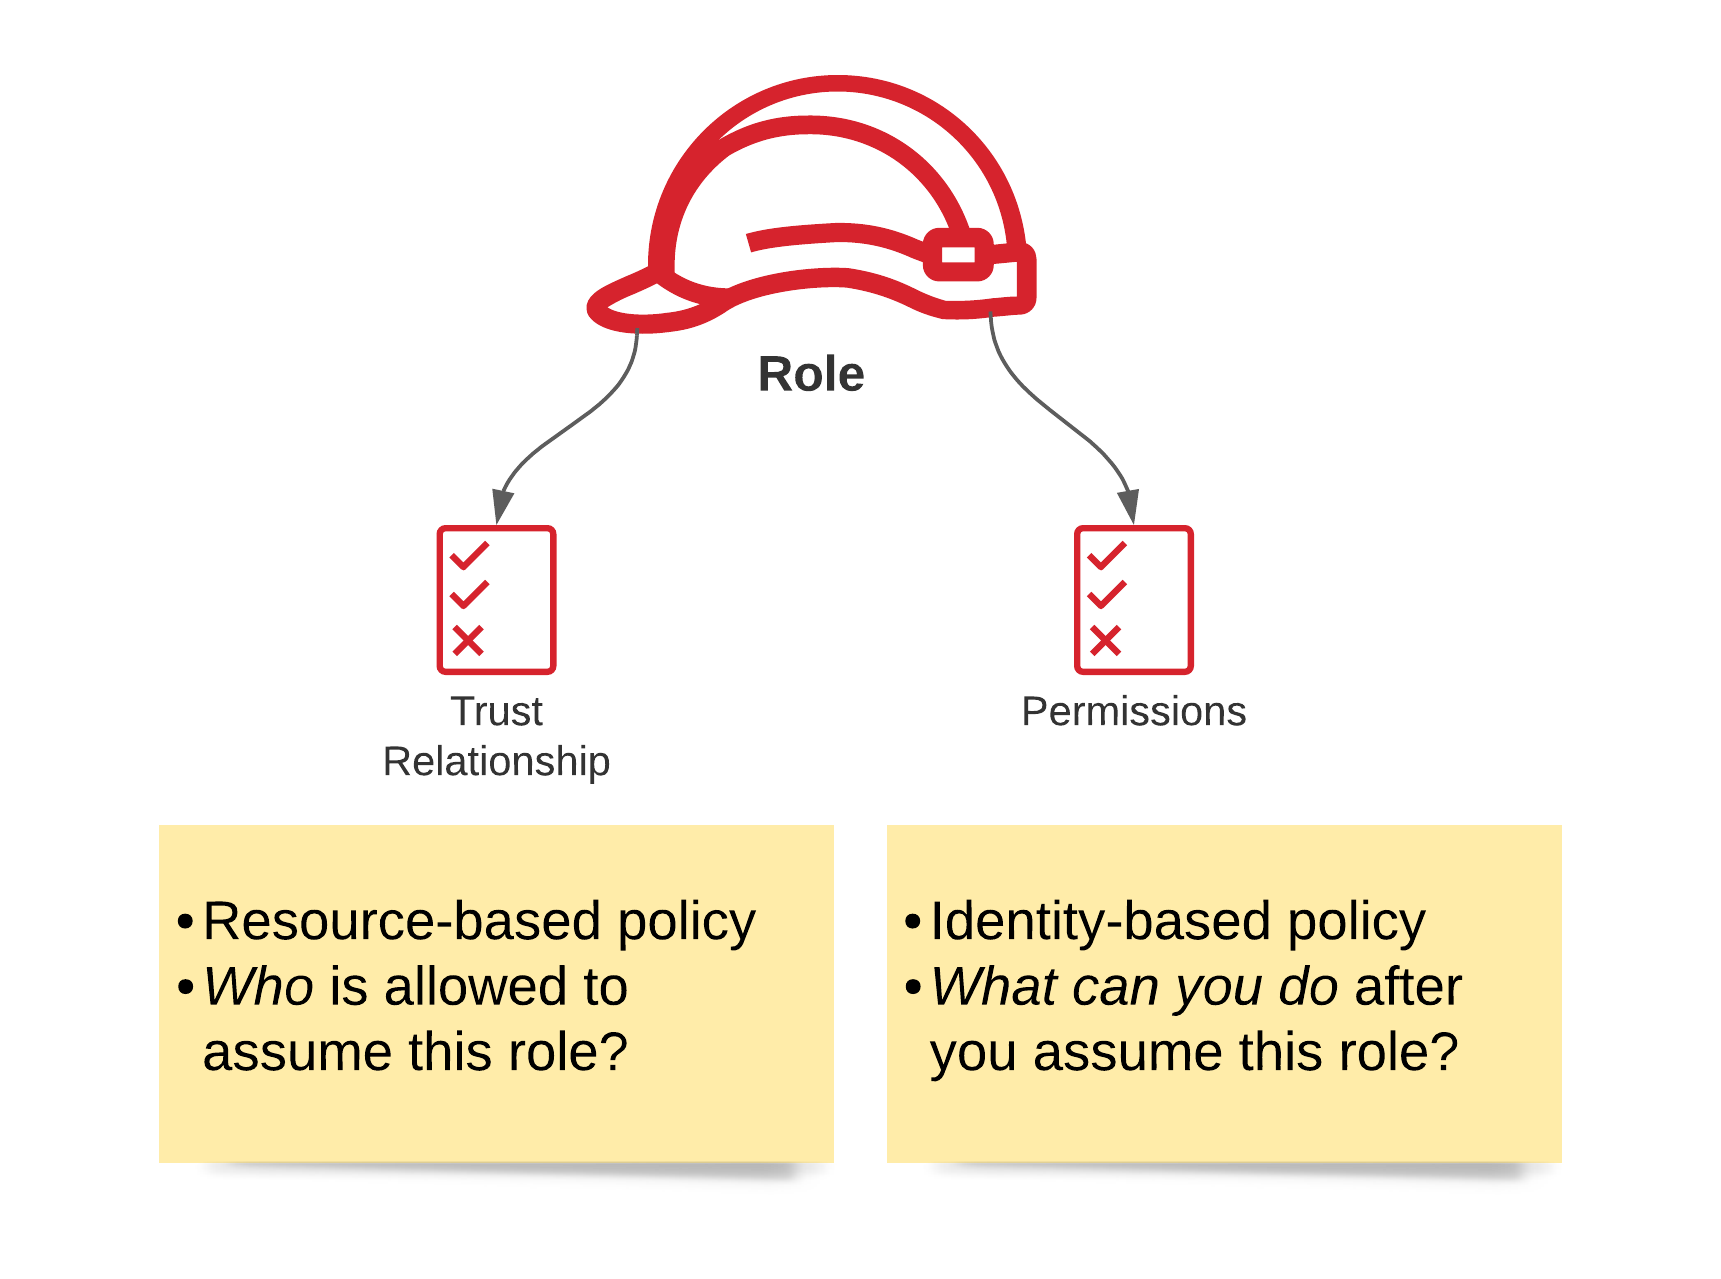 Role
Trust
Relationship
Permissions
•Resource-based policy
•Who is allowed to
assume this role?
•Identity-based policy
•What can you do after
you assume this role?